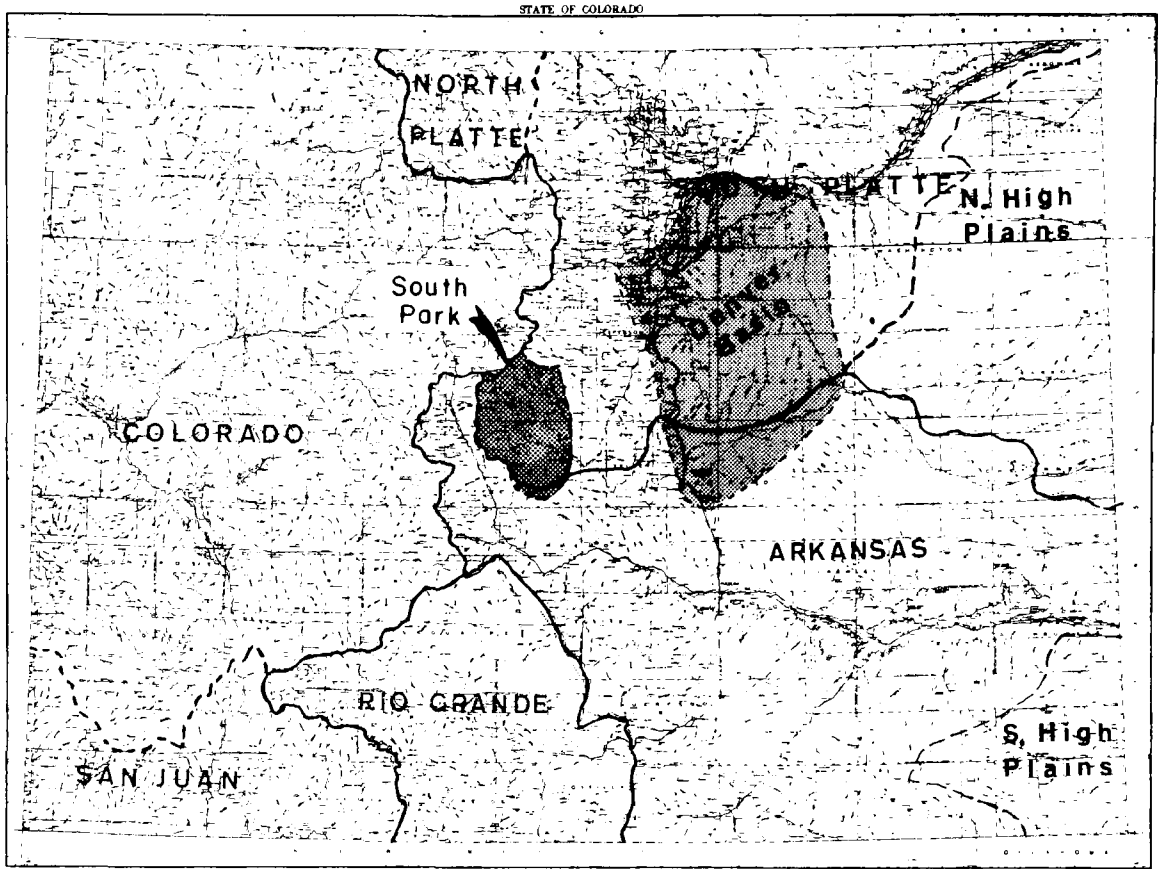 STATE OF COLORADO
NORTH
PLATTE
PLATTE
N. High
Plains
South
Park
Denver
Basin
COLORADO
ARKANSAS
RIO GRANDE
S. High
Plains
SAN JUAN